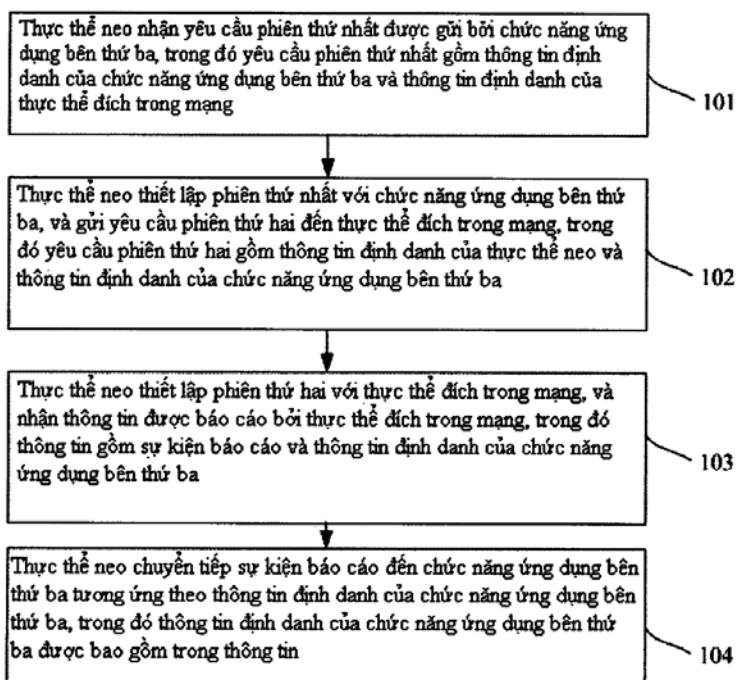 Thực thể neo nhận yêu cầu phiên thứ nhất được gửi bởi chức năng ứng
dụng bên thứ ba, trong đó yêu cầu phiên thứ nhất gồm thông tin định
danh của chức năng ứng dụng bên thứ ba và thông tin định danh của
thực thể đích trong mạng
101
Thực thể neo thiết lập phiên thứ nhất với chức năng ứng dụng bên thứ
ba, và gửi yêu cầu phiên thứ hai đến thực thể đích trong mạng, trong
đó yêu cầu phiên thứ hai gồm thông tin định danh của thực thể neo và
thông tin định danh của chức năng ứng dụng bên thứ ba
102
Thực thể neo thiết lập phiên thứ hai với thực thể đích trong mạng, và
nhận thông tin được báo cáo bởi thực thể đích trong mạng, trong đó
thông tin gồm sự kiện báo cáo và thông tin định danh của chức năng
ứng dụng bên thứ ba
103
Thực thể neo chuyển tiếp sự kiện báo cáo đến chức năng ứng dụng bên
thứ ba tương ứng theo thông tin định danh của chức năng ứng dụng bên
thứ ba, trong đó thông tin định danh của chức năng ứng dụng bên thứ
ba được bao gồm trong thông tin
104